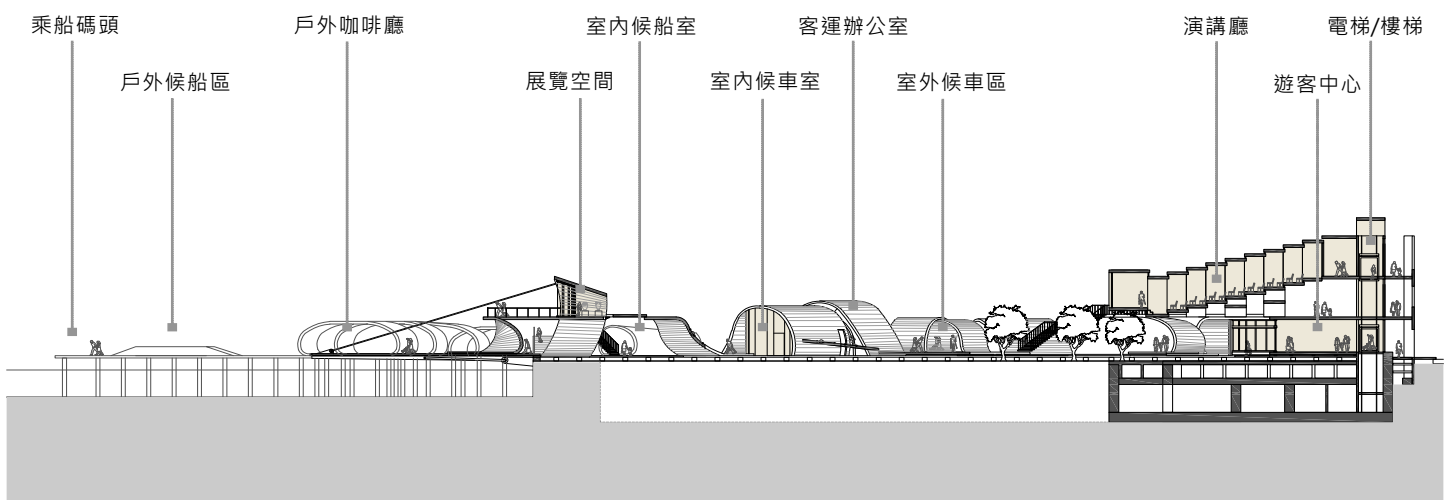 乘船碼頭
戶外咖啡廳
室內候船室
客運辦公室
演講廳
電梯/樓梯
戶外候船區
展覽空間
室內候車室
室外候車區
遊客中心